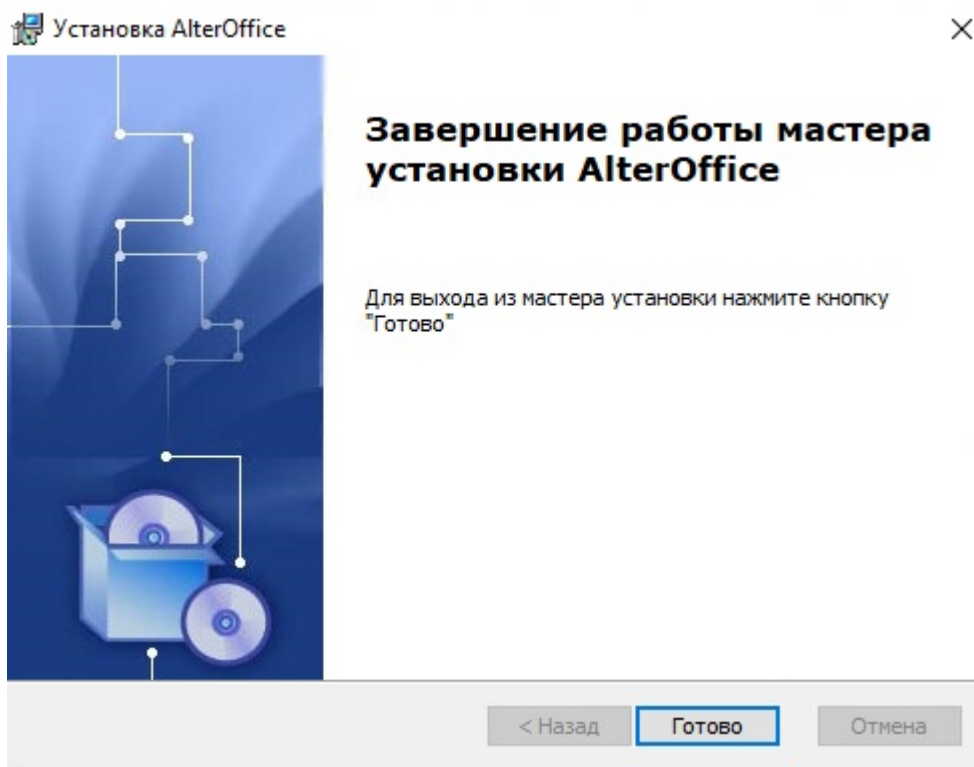 Установка AlterOffice
Завершение работы мастера
установки AlterOffice
Для выхода из мастера установки нажмите кнопку
"Готово"
< Назад
Готово
Отмена